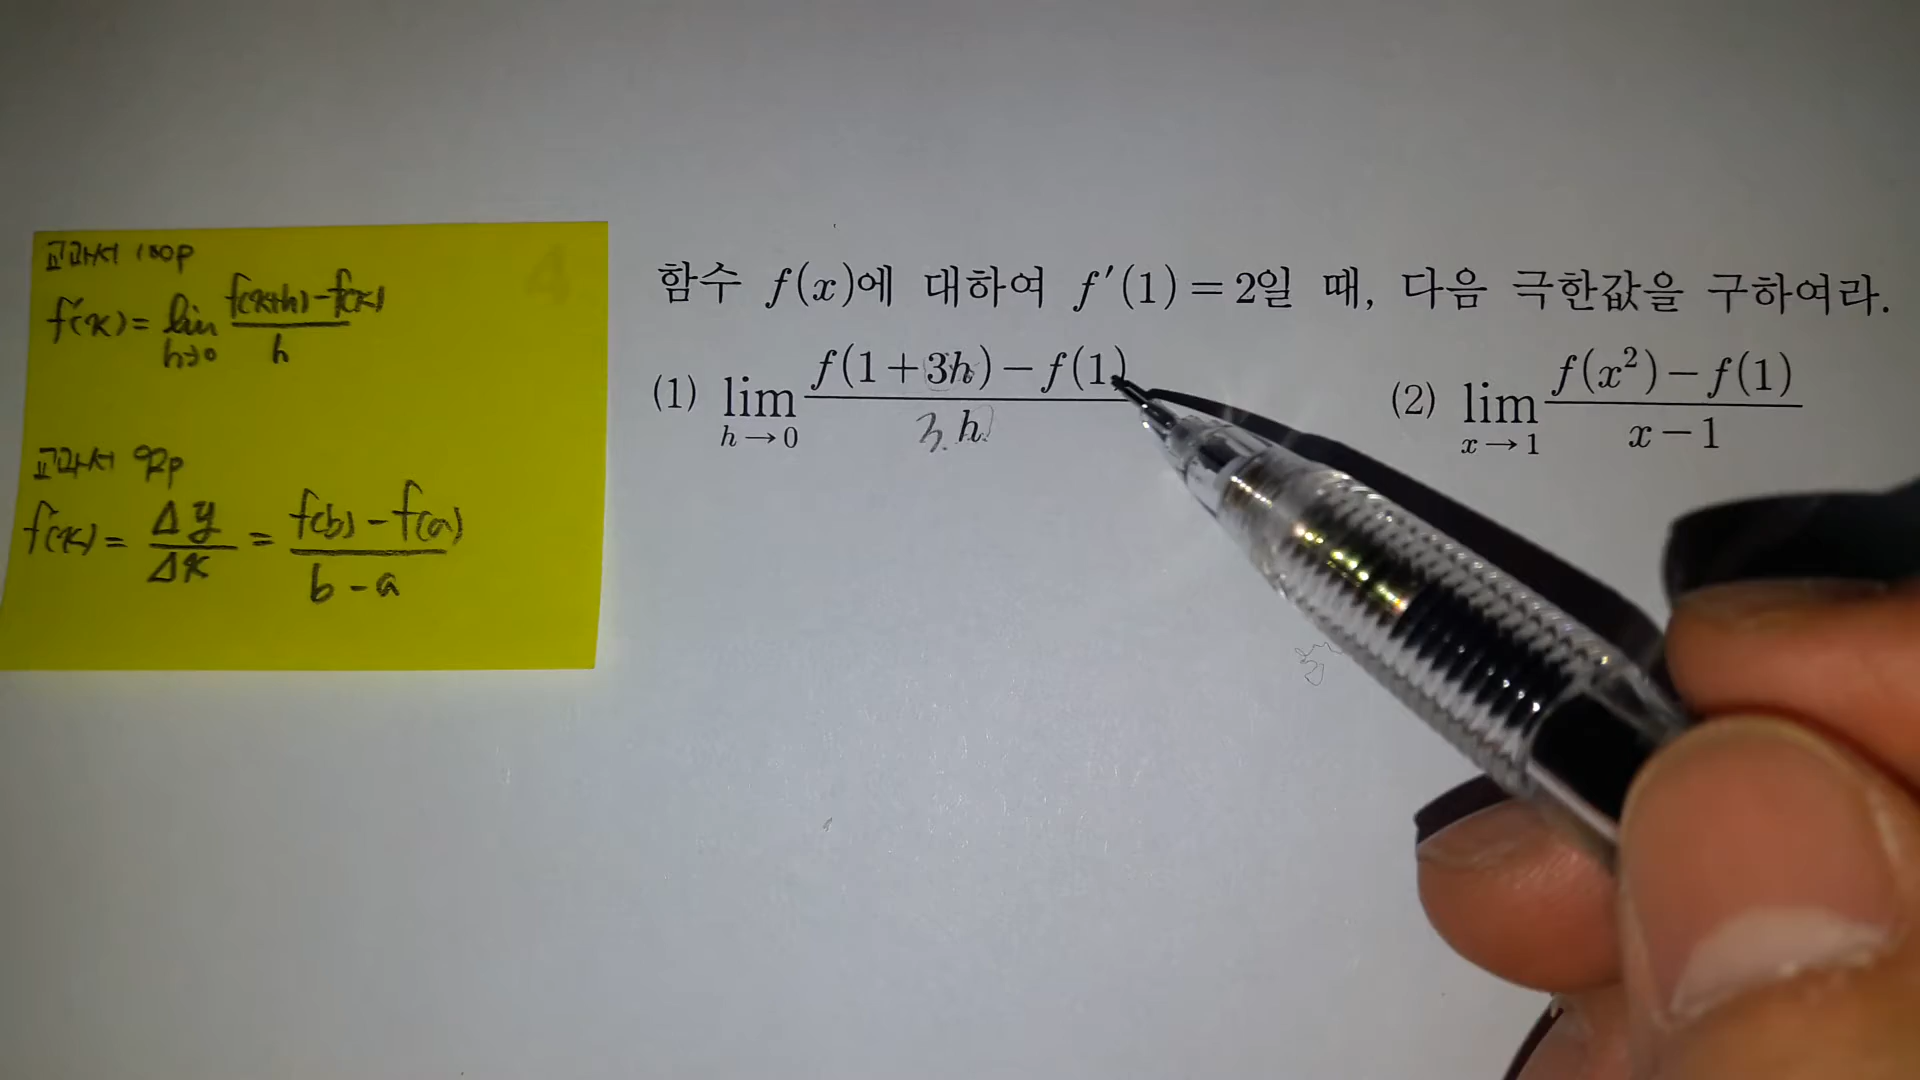 교과서 100p
f'(x) = lim h→0 f(x+h)-f(x) / h
교과서 92p
f'(x) = Δy / Δx = f(b)-f(a) / b-a
함수 f(x)에 대하여 f′(1)=2일 때, 다음 극한값을 구하여라.
(1) lim h→0 f(1+3h)-f(1) / 3h
(2) lim x→1 f(x²)-f(1) / x-1